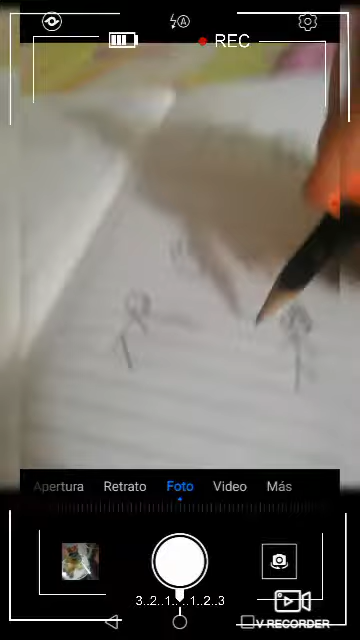 A
REC
Apertura Retrato Foto Video Más
3..2..1.....1..2..3
V RECORDER